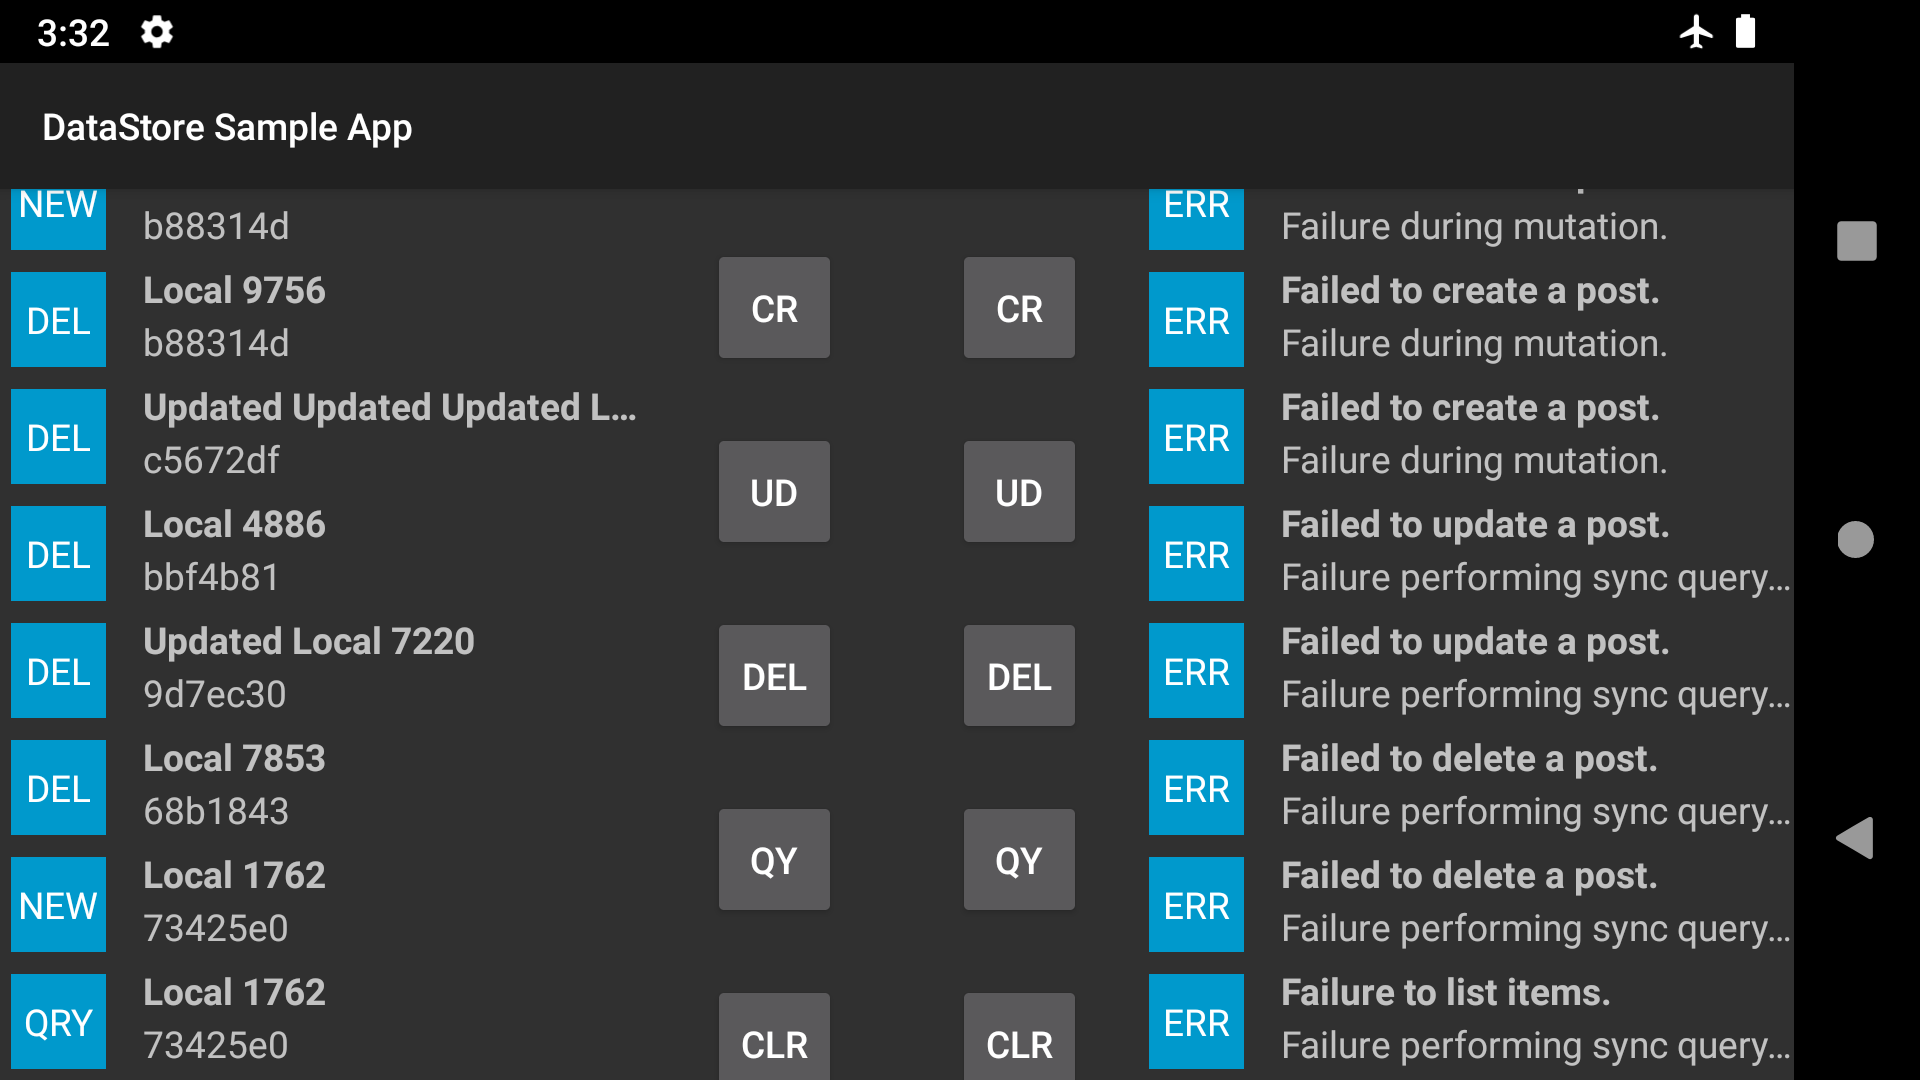 3:32
DataStore Sample App
NEW
b88314d
DEL
Local 9756
b88314d
DEL
Updated Updated Updated L...
c5672df
DEL
Local 4886
bbf4b81
DEL
Updated Local 7220
9d7ec30
DEL
Local 7853
68b1843
NEW
Local 1762
73425e0
QRY
Local 1762
73425e0
CR
UD
DEL
QY
CLR
CR
UD
DEL
QY
CLR
ERR
Failure during mutation.
ERR
Failed to create a post.
Failure during mutation.
ERR
Failed to create a post.
Failure during mutation.
ERR
Failed to update a post.
Failure performing sync query...
ERR
Failed to update a post.
Failure performing sync query...
ERR
Failed to delete a post.
Failure performing sync query...
ERR
Failed to delete a post.
Failure performing sync query...
ERR
Failure to list items.
Failure performing sync query...